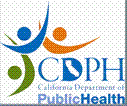 CDPH
California Department of
PublicHealth